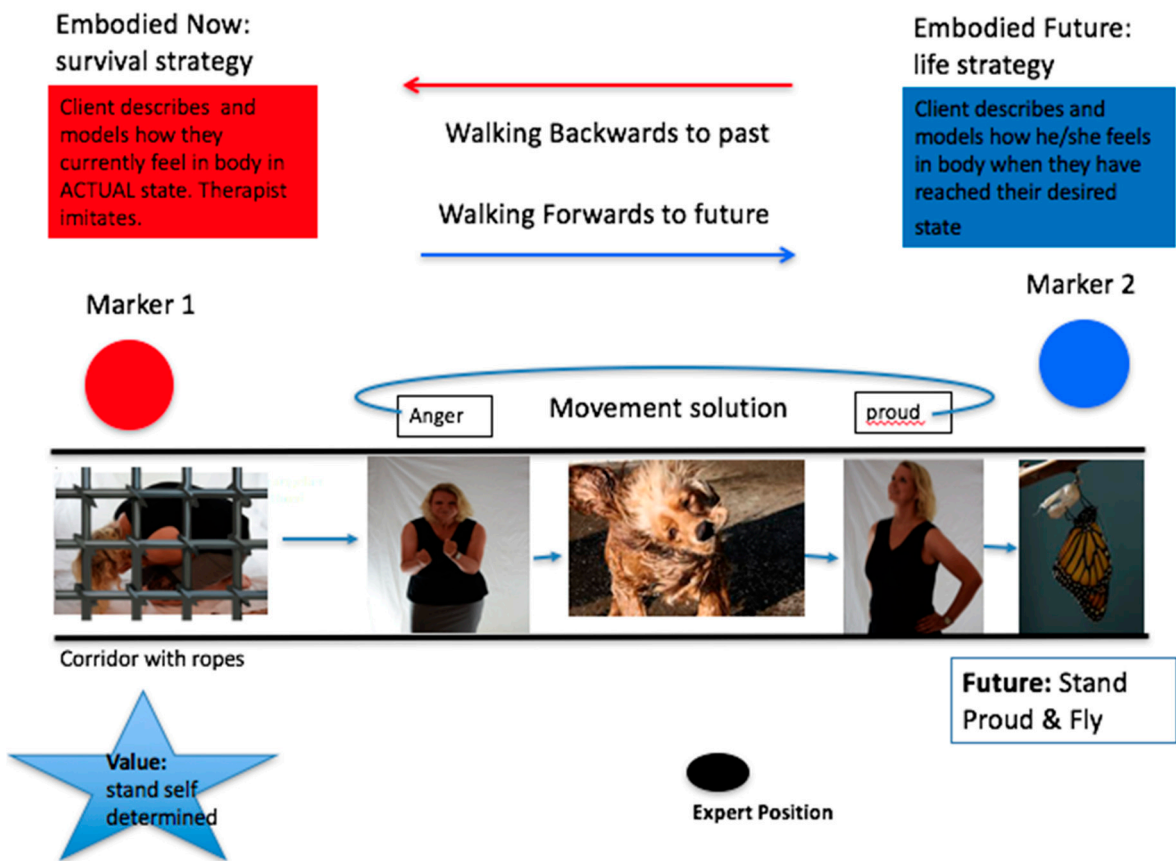 Embodied Now:
survival strategy
Client describes and
models how they
currently feel in body in
ACTUAL state. Therapist
imitates.
Walking Backwards to past
Walking Forwards to future
Embodied Future:
life strategy
Client describes and
models how he/she feels
in body when they have
reached their desired
state
Marker 1
Marker 2
Anger
Movement solution
proud
Corridor with ropes
Value:
stand self
determined
Expert Position
Future: Stand
Proud & Fly